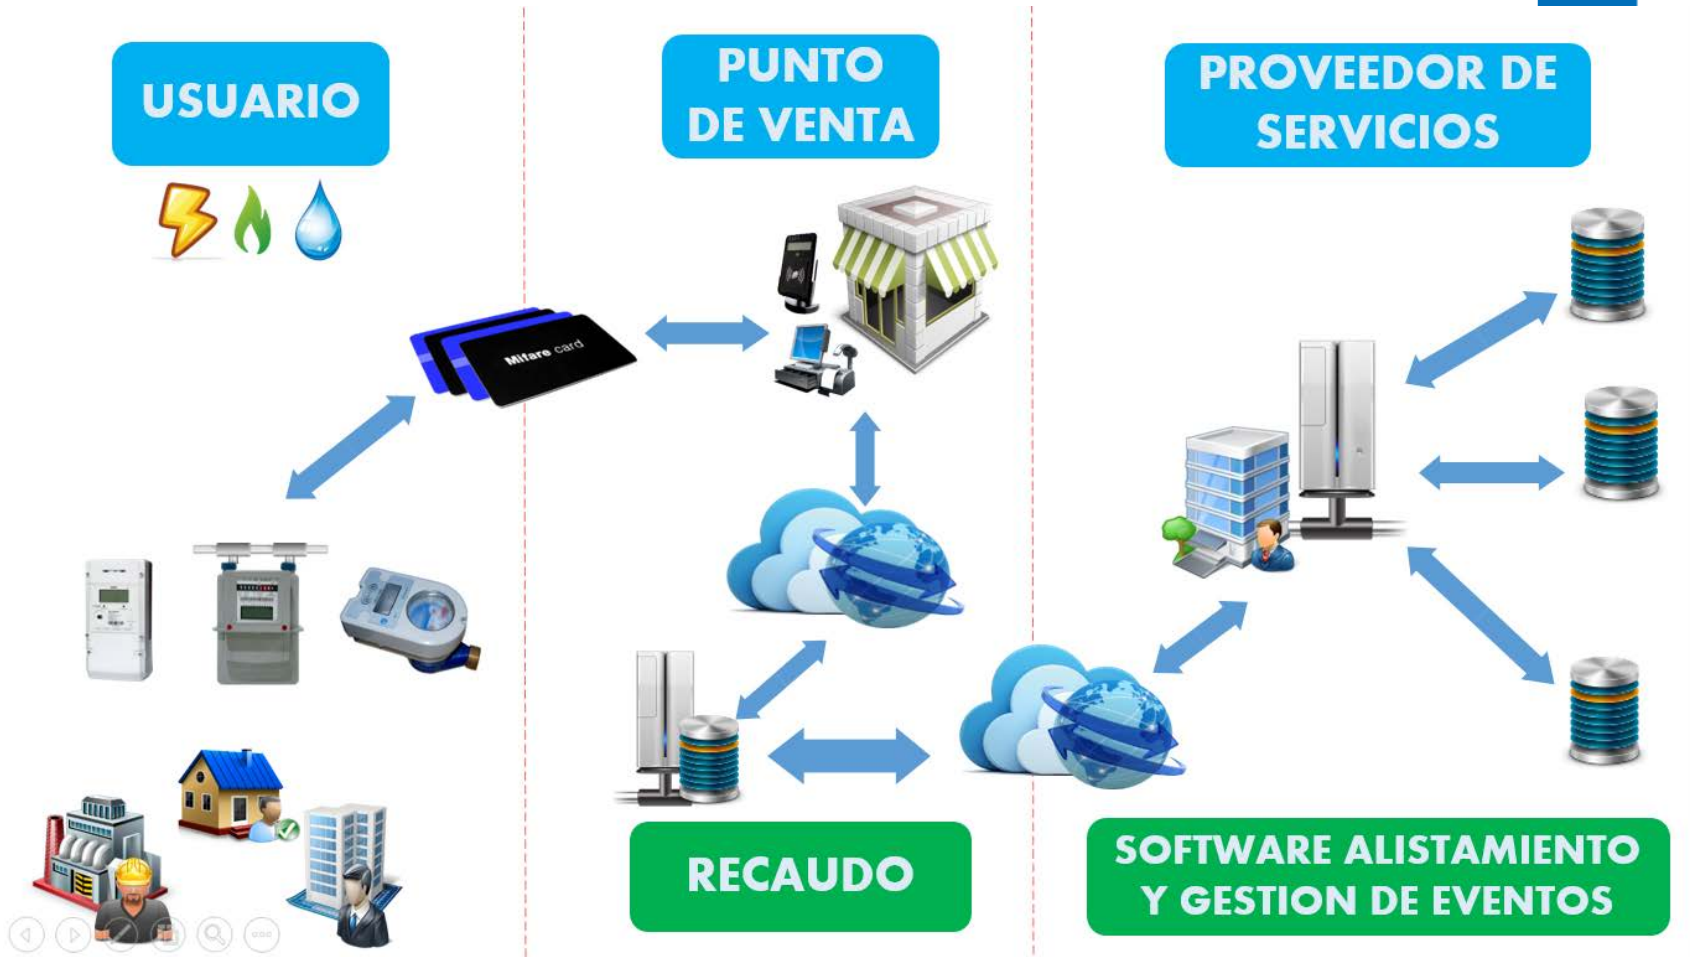 USUARIO
PUNTO
DE VENTA
PROVEEDOR DE
SERVICIOS
Mifare card
RECAUDO
SOFTWARE ALISTAMIENTO
Y GESTION DE EVENTOS